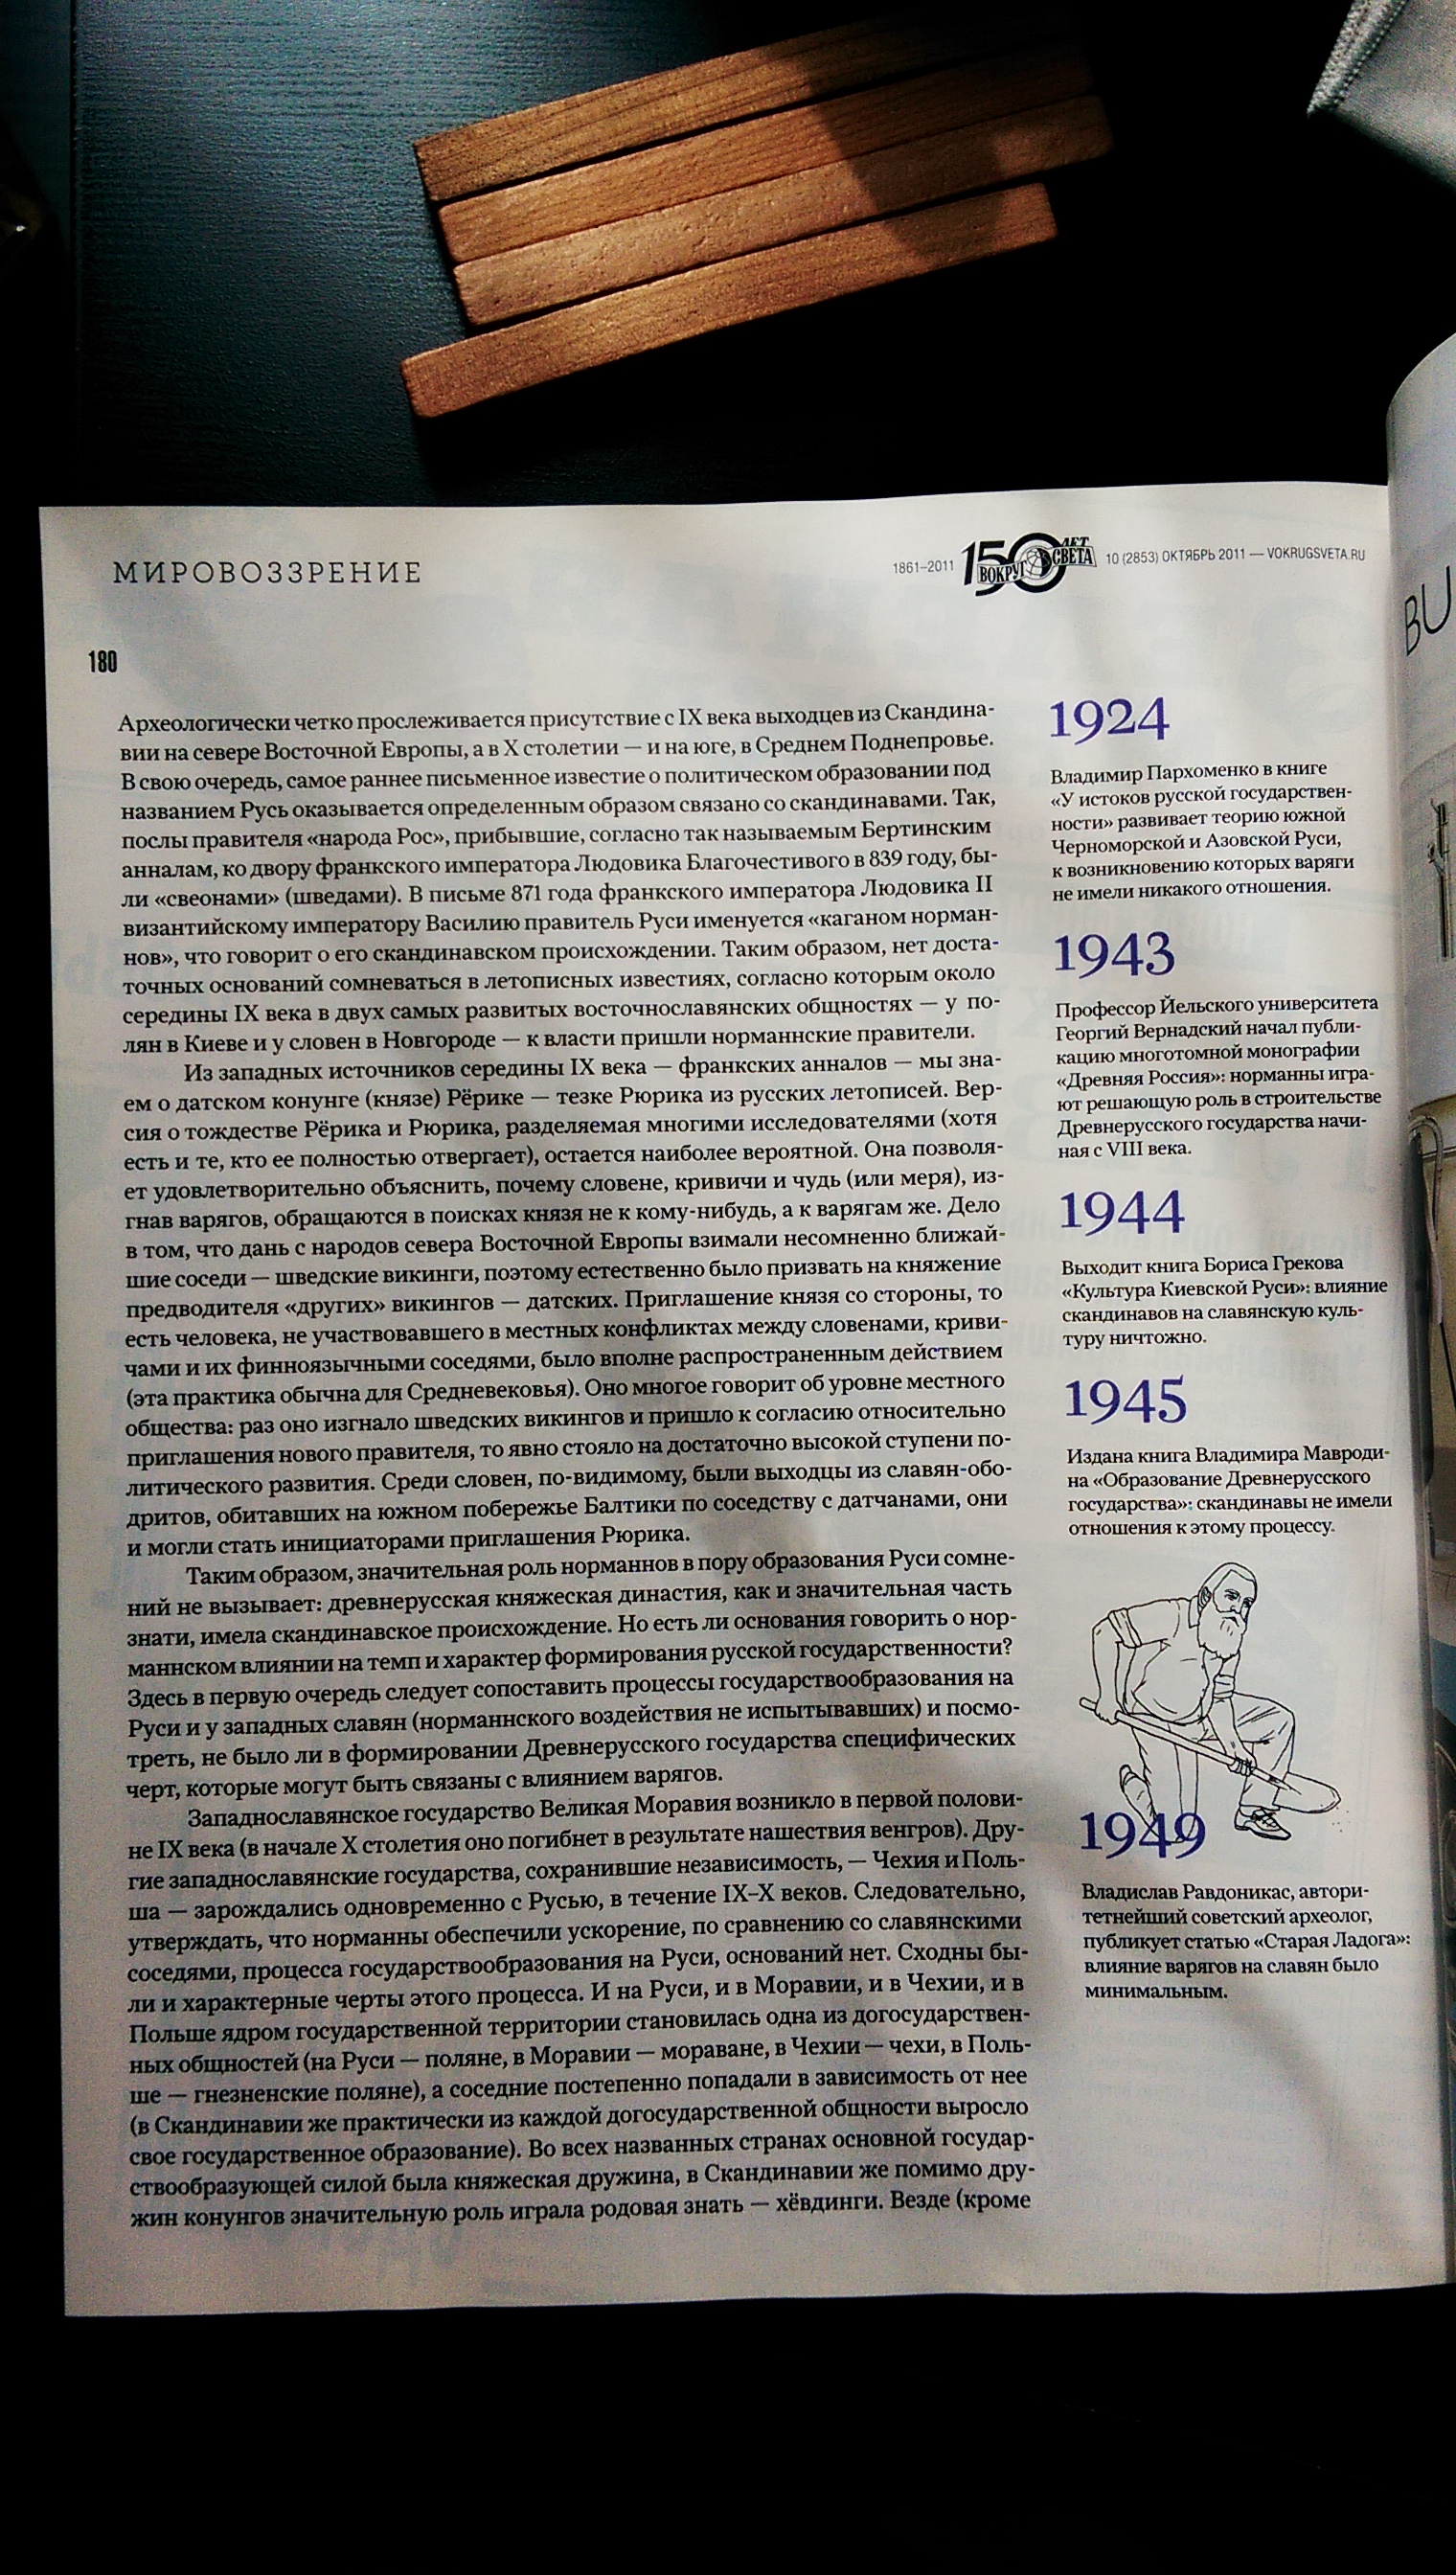 МИРОВОЗЗРЕНИЕ
1861–2011
150 ЛЕТ
ВОКРУГ СВЕТА
10 (2853) ОКТЯБРЬ 2011 — VOKRUGSVETA.RU
180
Археологически четко прослеживается присутствие с IX века выходцев из Скандина-
вии на севере Восточной Европы, а в X столетии — и на юге, в Среднем Поднепровье.
В свою очередь, самое раннее письменное известие о политическом образовании под
названием Русь оказывается определенным образом связано со скандинавами. Так,
послы правителя «народа Рос», прибывшие, согласно так называемым Бертинским
анналам, ко двору франкского императора Людовика Благочестивого в 839 году, бы-
ли «свеонами» (шведами). В письме 871 года франкского императора Людовика II
византийскому императору Василию правитель Руси именуется «каганом норман-
нов», что говорит о его скандинавском происхождении. Таким образом, нет доста-
точных оснований сомневаться в летописных известиях, согласно которым около
середины IX века в двух самых развитых восточнославянских общностях — у по-
лян в Киеве и у словен в Новгороде — к власти пришли норманнские правители.
Из западных источников середины IX века — франкских анналов — мы зна-
ем о датском конунге (князе) Рёрике — тезке Рюрика из русских летописей. Вер-
сия о тождестве Рёрика и Рюрика, разделяемая многими исследователями (хотя
есть и те, кто ее полностью отвергает), остается наиболее вероятной. Она позволя-
ет удовлетворительно объяснить, почему словене, кривичи и чудь (или меря), из-
гнав варягов, обращаются в поисках князя не к кому-нибудь, а к варягам же. Дело
в том, что дань с народов севера Восточной Европы взимали несомненно ближай-
шие соседи — шведские викинги, поэтому естественно было призвать на княжение
предводителя «других» викингов — датских. Приглашение князя со стороны, то
есть человека, не участвовавшего в местных конфликтах между словенами, криви-
чами и их финноязычными соседями, было вполне распространенным действием
(эта практика обычна для Средневековья). Оно многое говорит об уровне местного
общества: раз оно изгнало шведских викингов и пришло к согласию относительно
приглашения нового правителя, то явно стояло на достаточно высокой ступени по-
литического развития. Среди словен, по-видимому, были выходцы из славян-обо-
дритов, обитавших на южном побережье Балтики по соседству с датчанами, они
и могли стать инициаторами приглашения Рюрика.
Таким образом, значительная роль норманнов в пору образования Руси сомне-
ний не вызывает: древнерусская княжеская династия, как и значительная часть
знати, имела скандинавское происхождение. Но есть ли основания говорить о нор-
маннском влиянии на темп и характер формирования русской государственности?
Здесь в первую очередь следует сопоставить процессы государствообразования на
Руси и у западных славян (норманнского воздействия не испытывавших) и посмо-
треть, не было ли в формировании Древнерусского государства специфических
черт, которые могут быть связаны с влиянием варягов.
Западнославянское государство Великая Моравия возникло в первой полови-
не IX века (в начале X столетия оно погибнет в результате нашествия венгров). Дру-
гие западнославянские государства, сохранившие независимость, — Чехия и Поль-
ша — зарождались одновременно с Русью, в течение IX–X веков. Следовательно,
утверждать, что норманны обеспечили ускорение, по сравнению со славянскими
соседями, процесса государствообразования на Руси, оснований нет. Сходны бы-
ли и характерные черты этого процесса. И на Руси, и в Моравии, и в Чехии, и в
Польше ядром государственной территории становилась одна из догосударствен-
ных общностей (на Руси — поляне, в Моравии — мораване, в Чехии — чехи, в Поль-
ше — гнезненские поляне), а соседние постепенно попадали в зависимость от нее
(в Скандинавии же практически из каждой догосударственной общности выросло
свое государственное образование). Во всех названных странах основной государ-
ствообразующей силой была княжеская дружина, в Скандинавии же помимо дру-
жин конунгов значительную роль играла родовая знать — хёвдинги. Везде (кроме
1924
Владимир Пархоменко в книге
«У истоков русской государствен-
ности» развивает теорию южной
Черноморской и Азовской Руси,
к возникновению которых варяги
не имели никакого отношения.
1943
Профессор Йельского университета
Георгий Вернадский начал публи-
кацию многотомной монографии
«Древняя Россия»: норманны игра-
ют решающую роль в строительстве
Древнерусского государства начи-
ная с VIII века.
1944
Выходит книга Бориса Грекова
«Культура Киевской Руси»: влияние
скандинавов на славянскую куль-
туру ничтожно.
1945
Издана книга Владимира Мавроди-
на «Образование Древнерусского
государства»: скандинавы не имели
отношения к этому процессу.
1949
Владислав Равдоникас, автори-
тетнейший советский археолог,
публикует статью «Старая Ладога»:
влияние варягов на славян было
минимальным.